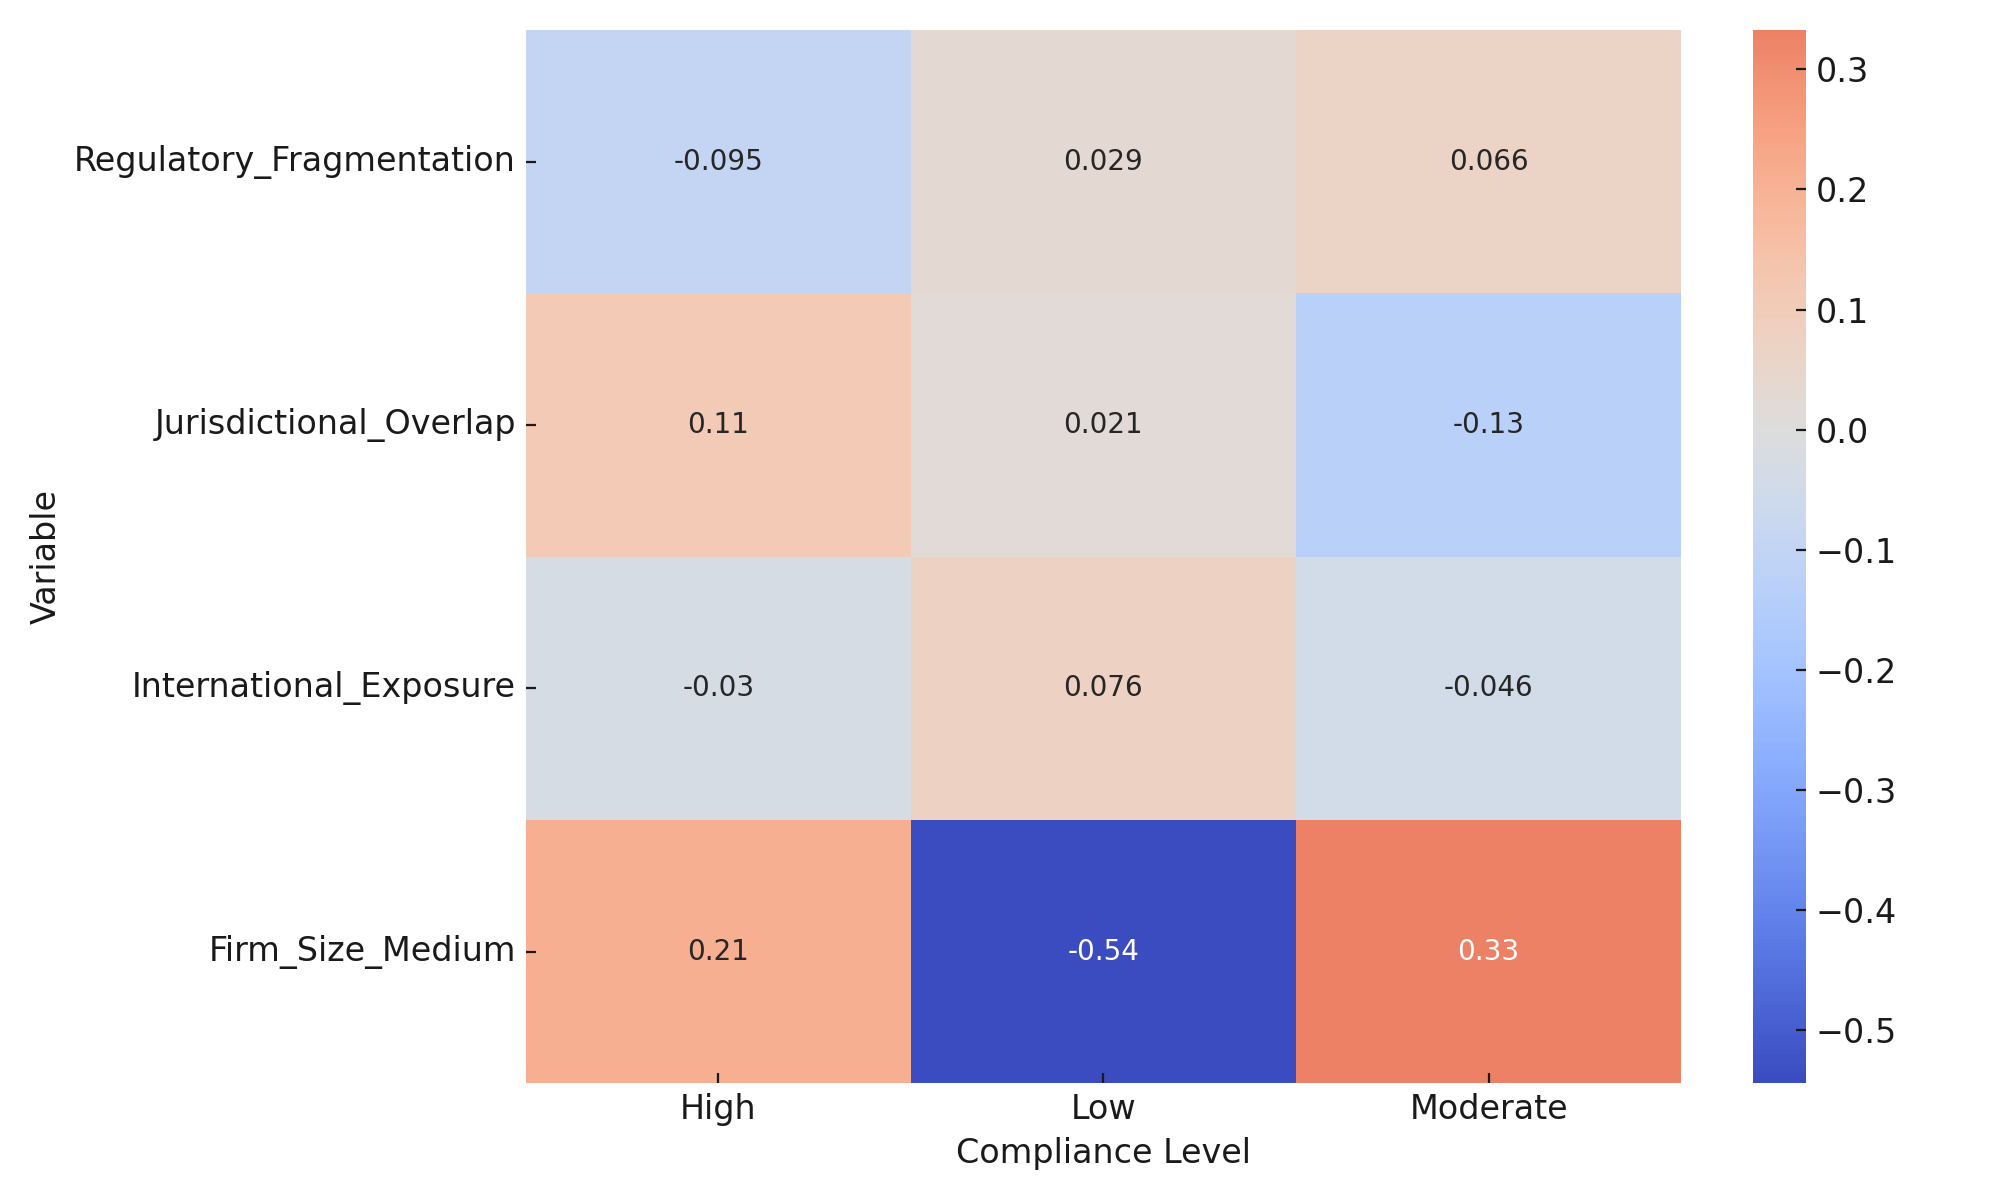 Regulatory_Fragmentation -0.095 0.029 0.066
Jurisdictional_Overlap 0.11 0.021 -0.13
International_Exposure -0.03 0.076 -0.046
Firm_Size_Medium 0.21 -0.54 0.33
Variable
High Low Moderate
Compliance Level
0.3
0.2
0.1
0.0
−0.1
−0.2
−0.3
−0.4
−0.5